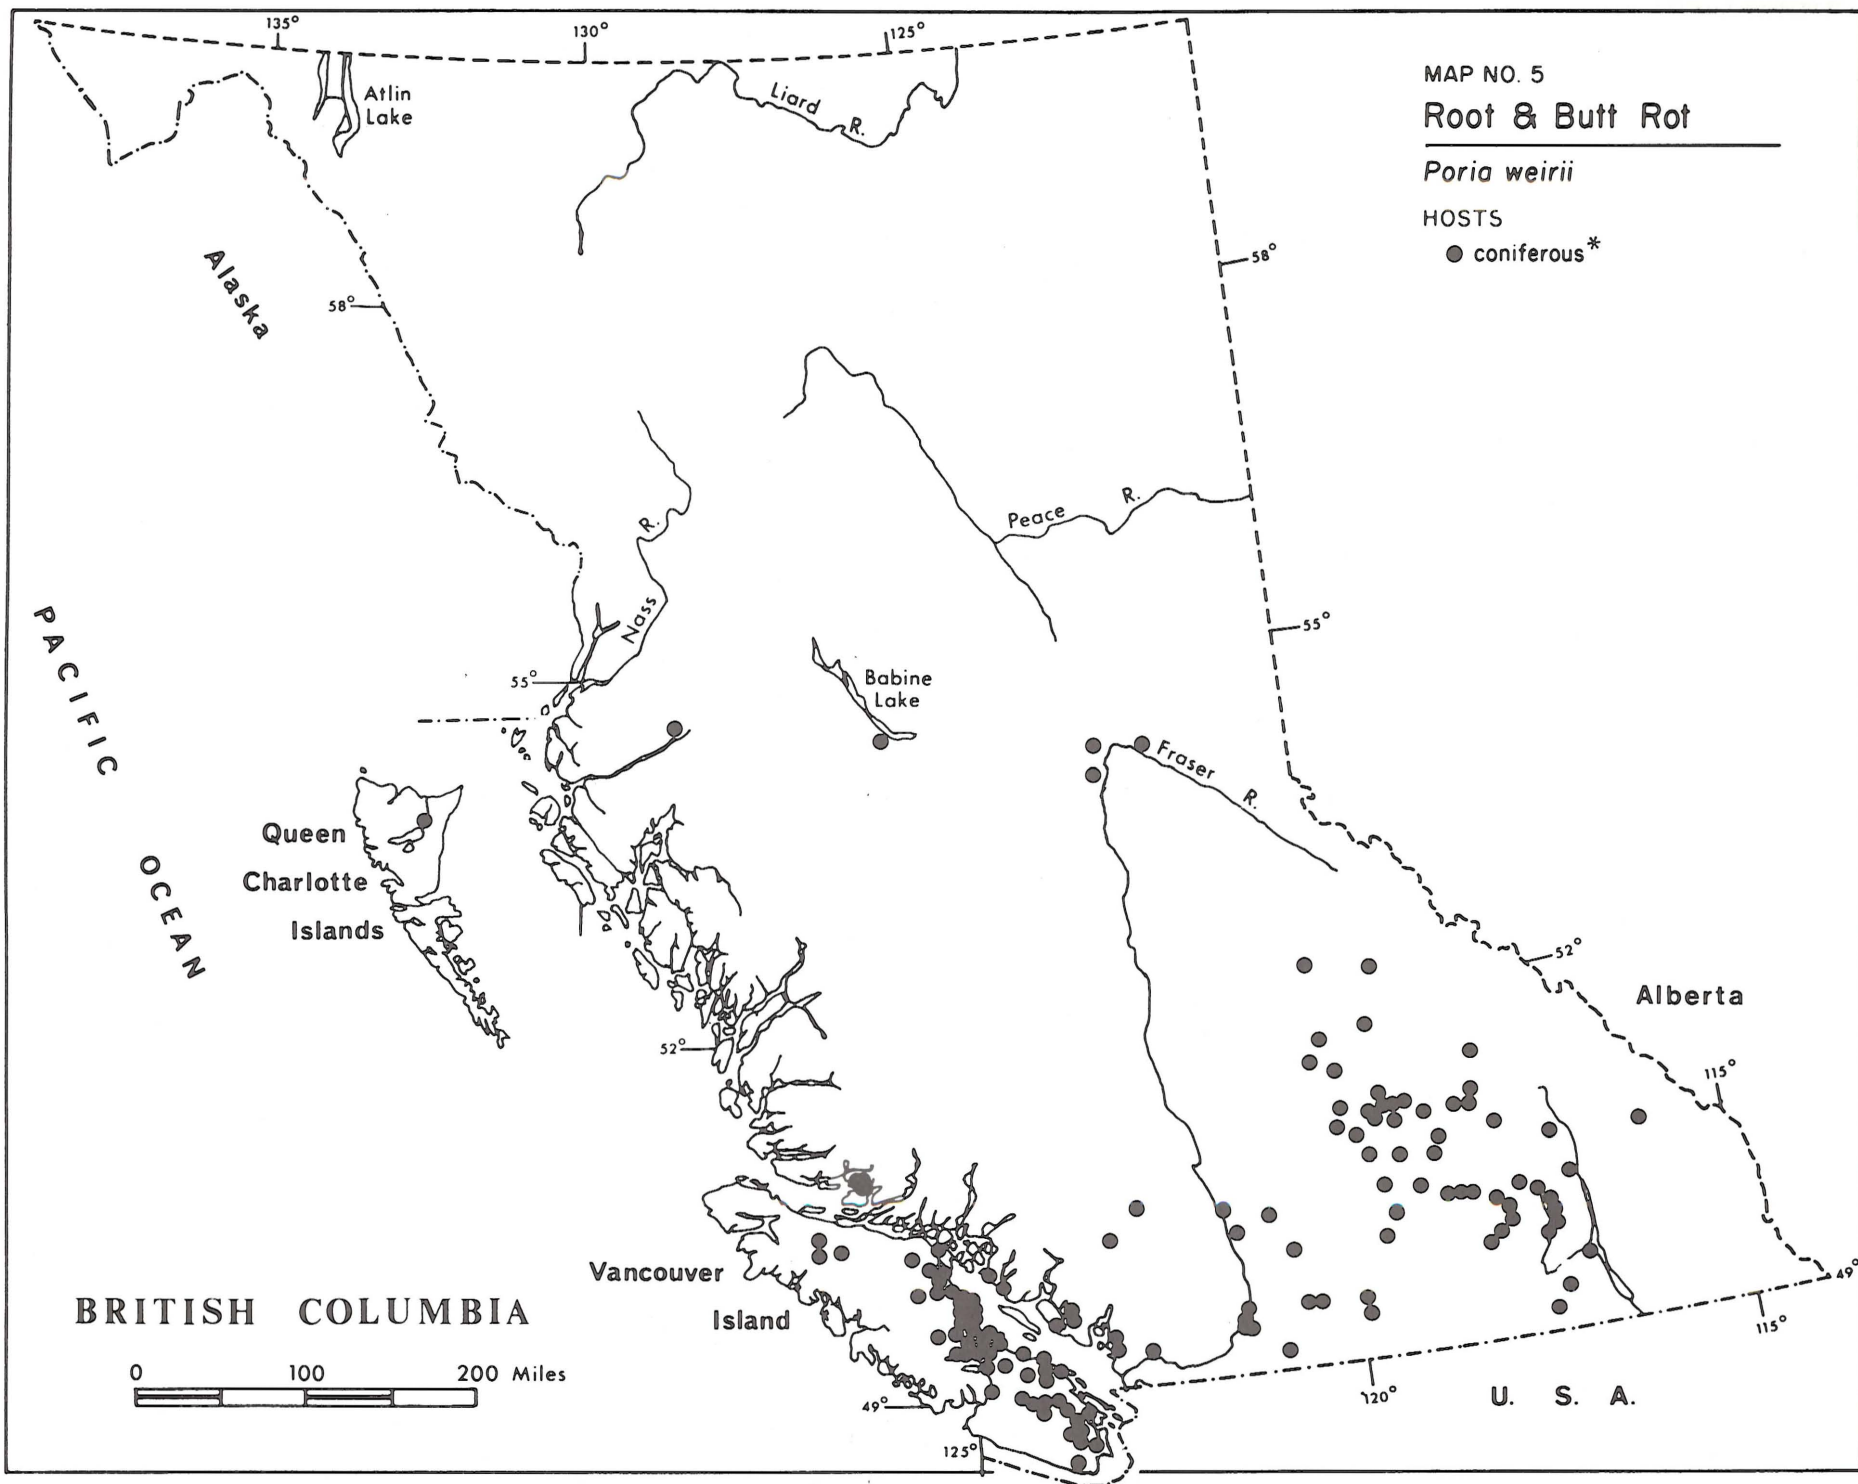 135°
130°
125°
MAP NO. 5
Root & Butt Rot
Poria weirii
HOSTS
coniferous*
Atlin
Lake
Liard
R.
Alaska
58°
58°
Peace
R.
R.
Nass
55°
55°
Babine
Lake
PACIFIC
OCEAN
Fraser
R.
Queen
Charlotte
Islands
52°
52°
Alberta
115°
Vancouver
Island
BRITISH COLUMBIA
0 100 200 Miles
49°
49°
115°
120°
U. S. A.
125°